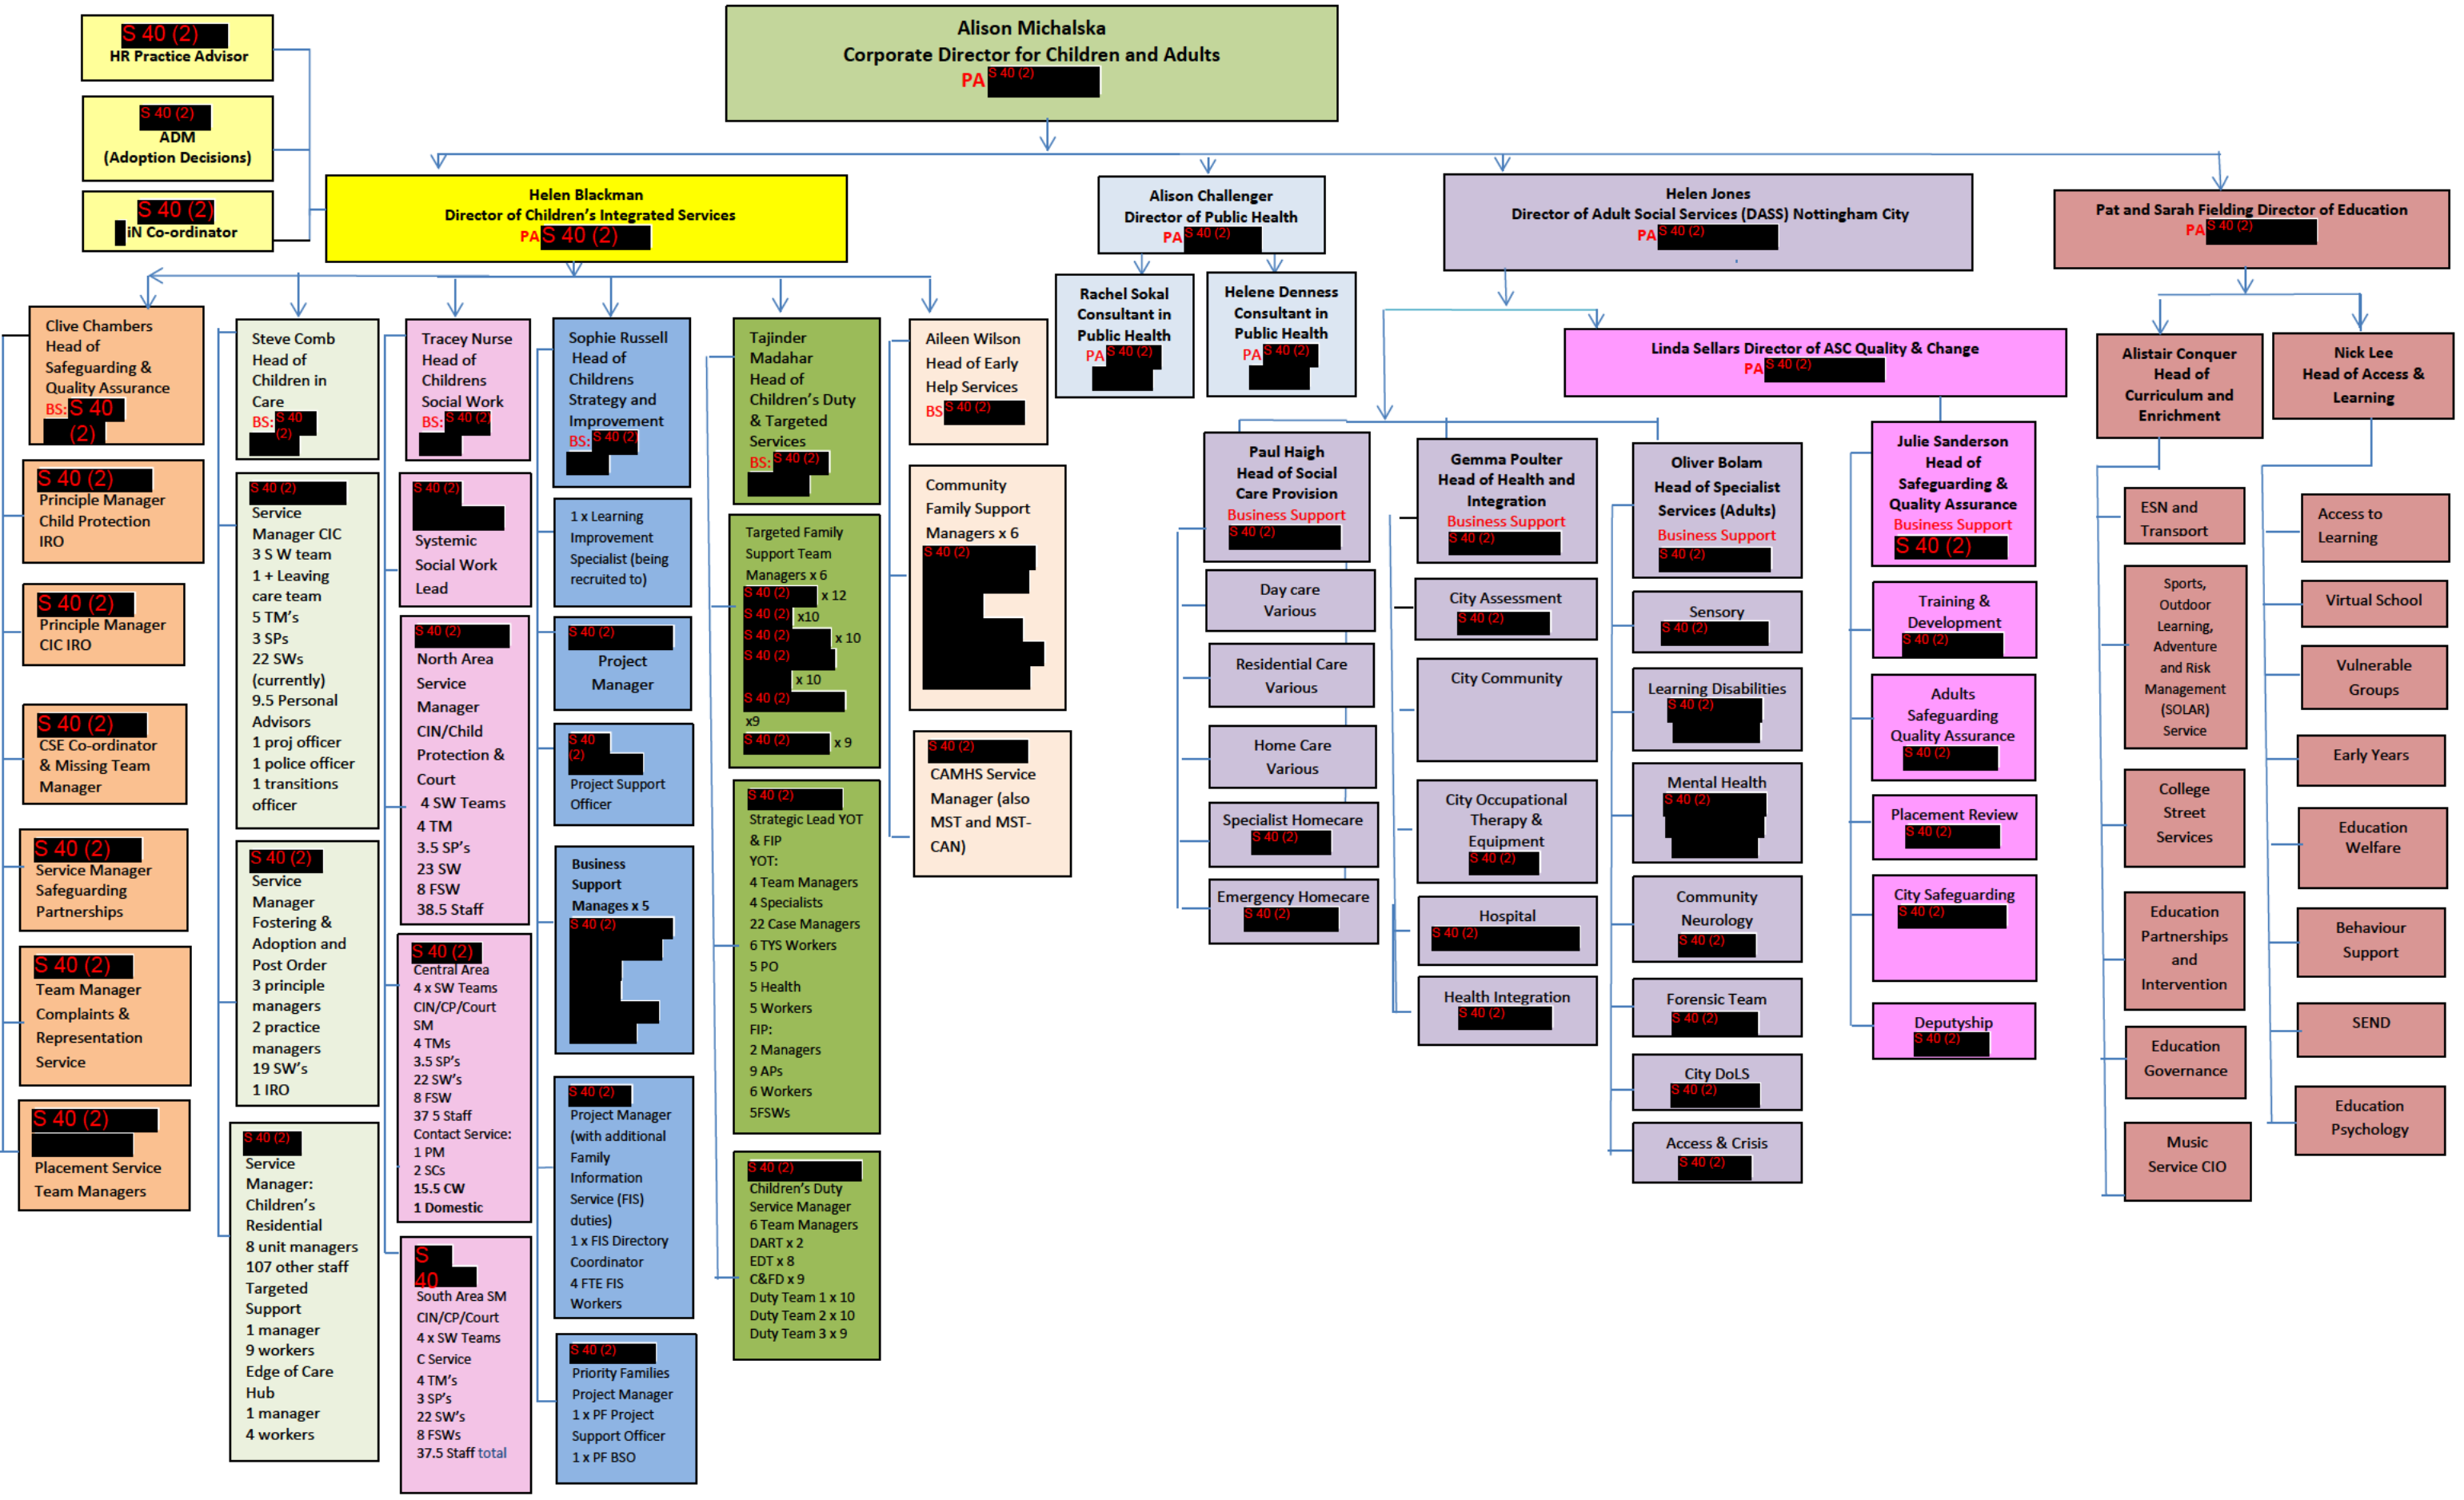 Alison Michalska
Corporate Director for Children and Adults
PA S 40 (2)
S 40 (2)
HR Practice Advisor
S 40 (2)
ADM
(Adoption Decisions)
S 40 (2)
iN Co-ordinator
Helen Blackman
Director of Children's Integrated Services
PA S 40 (2)
Alison Challenger
Director of Public Health
PA S 40 (2)
Helen Jones
Director of Adult Social Services (DASS) Nottingham City
PA S 40 (2)
Pat and Sarah Fielding Director of Education
PA S 40 (2)
Clive Chambers
Head of
Safeguarding &
Quality Assurance
BS: S 40
(2)
S 40 (2)
Principle Manager
Child Protection
IRO
S 40 (2)
Principle Manager
CIC IRO
S 40 (2)
CSE Co-ordinator
& Missing Team
Manager
S 40 (2)
Service Manager
Safeguarding
Partnerships
S 40 (2)
Team Manager
Complaints &
Representation
Service
S 40 (2)
Placement Service
Team Managers
Steve Comb
Head of
Children in
Care
BS: S 40
(2)
S 40 (2)
Service
Manager CIC
3 S W team
1 + Leaving
care team
5 TM's
3 SPs
22 SWs
(currently)
9.5 Personal
Advisors
1 proj officer
1 police officer
1 transitions
officer
S 40 (2)
Service
Manager
Fostering &
Adoption and
Post Order
3 principle
managers
2 practice
managers
19 SW's
1 IRO
S 40 (2)
Service
Manager:
Children's
Residential
8 unit managers
107 other staff
Targeted
Support
1 manager
9 workers
Edge of Care
Hub
1 manager
4 workers
Tracey Nurse
Head of
Childrens
Social Work
BS: S 40 (2)
S 40 (2)
Systemic
Social Work
Lead
S 40 (2)
North Area
Service
Manager
CIN/Child
Protection &
Court
4 SW Teams
4 TM
3.5 SP's
23 SW
8 FSW
38.5 Staff
S 40 (2)
Central Area
4 x SW Teams
CIN/CP/Court
SM
4 TMs
3.5 SP's
22 SW's
8 FSW
37 5 Staff
Contact Service:
1 PM
2 SCs
15.5 CW
1 Domestic
S
40
South Area SM
CIN/CP/Court
4 x SW Teams
C Service
4 TM's
3 SP's
22 SW's
8 FSWs
37.5 Staff total
Sophie Russell
Head of
Childrens
Strategy and
Improvement
BS: S 40 (2)
1 x Learning
Improvement
Specialist (being
recruited to)
S 40 (2)
Project
Manager
S 40
(2)
Project Support
Officer
Business
Support
Manages x 5
S 40 (2)
S 40 (2)
Project Manager
(with additional
Family
Information
Service (FIS)
duties)
1 x FIS Directory
Coordinator
4 FTE FIS
Workers
S 40 (2)
Priority Families
Project Manager
1 x PF Project
Support Officer
1 x PF BSO
Tajinder
Madahar
Head of
Children's Duty
& Targeted
Services
BS: S 40 (2)
Targeted Family
Support Team
Managers x 6
S 40 (2) x 12
S 40 (2) x10
S 40 (2) x 10
S 40 (2)
x 10
S 40 (2)
x9
S 40 (2) x 9
S 40 (2)
Strategic Lead YOT
& FIP
YOT:
4 Team Managers
4 Specialists
22 Case Managers
6 TYS Workers
5 PO
5 Health
5 Workers
FIP:
2 Managers
9 APs
6 Workers
5FSWs
S 40 (2)
Children's Duty
Service Manager
6 Team Managers
DART x 2
EDT x 8
C&FD x 9
Duty Team 1 x 10
Duty Team 2 x 10
Duty Team 3 x 9
Aileen Wilson
Head of Early
Help Services
BS S 40 (2)
Community
Family Support
Managers x 6
S 40 (2)
S 40 (2)
CAMHS Service
Manager (also
MST and MST-
CAN)
Rachel Sokal
Consultant in
Public Health
PA S 40 (2)
Helene Denness
Consultant in
Public Health
PA S 40 (2)
Linda Sellars Director of ASC Quality & Change
PA S 40 (2)
Paul Haigh
Head of Social
Care Provision
Business Support
S 40 (2)
Day care
Various
Residential Care
Various
Home Care
Various
Specialist Homecare
S 40 (2)
Emergency Homecare
S 40 (2)
Gemma Poulter
Head of Health and
Integration
Business Support
S 40 (2)
City Assessment
S 40 (2)
City Community
City Occupational
Therapy &
Equipment
S 40 (2)
Hospital
S 40 (2)
Health Integration
S 40 (2)
Oliver Bolam
Head of Specialist
Services (Adults)
Business Support
S 40 (2)
Sensory
S 40 (2)
Learning Disabilities
S 40 (2)
Mental Health
S 40 (2)
Community
Neurology
S 40 (2)
Forensic Team
S 40 (2)
City DoLS
S 40 (2)
Access & Crisis
S 40 (2)
Julie Sanderson
Head of
Safeguarding &
Quality Assurance
Business Support
S 40 (2)
Training &
Development
S 40 (2)
Adults
Safeguarding
Quality Assurance
S 40 (2)
Placement Review
S 40 (2)
City Safeguarding
S 40 (2)
Deputyship
S 40 (2)
Alistair Conquer
Head of
Curriculum and
Enrichment
ESN and
Transport
Sports,
Outdoor
Learning,
Adventure
and Risk
Management
(SOLAR)
Service
College
Street
Services
Education
Partnerships
and
Intervention
Education
Governance
Music
Service CIO
Nick Lee
Head of Access &
Learning
Access to
Learning
Virtual School
Vulnerable
Groups
Early Years
Education
Welfare
Behaviour
Support
SEND
Education
Psychology